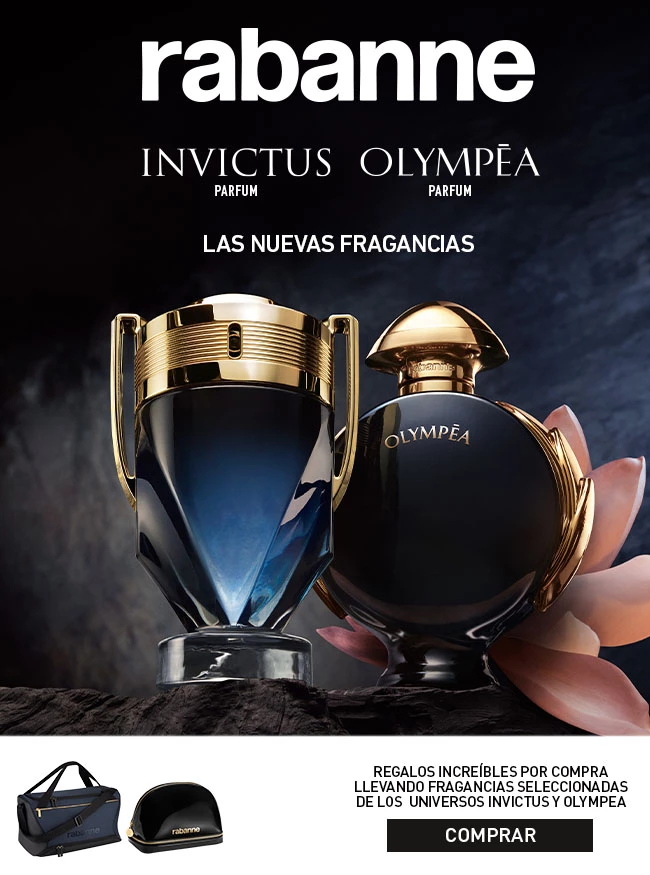 rabanne
INVICTUS OLYMPĒA
PARFUM PARFUM
LAS NUEVAS FRAGANCIAS
rabanne
OLYMPĒA
REGALOS INCREÍBLES POR COMPRA
LLEVANDO FRAGANCIAS SELECCIONADAS
DE LOS UNIVERSOS INVICTUS Y OLYMPEA
rabanne
rabanne
COMPRAR